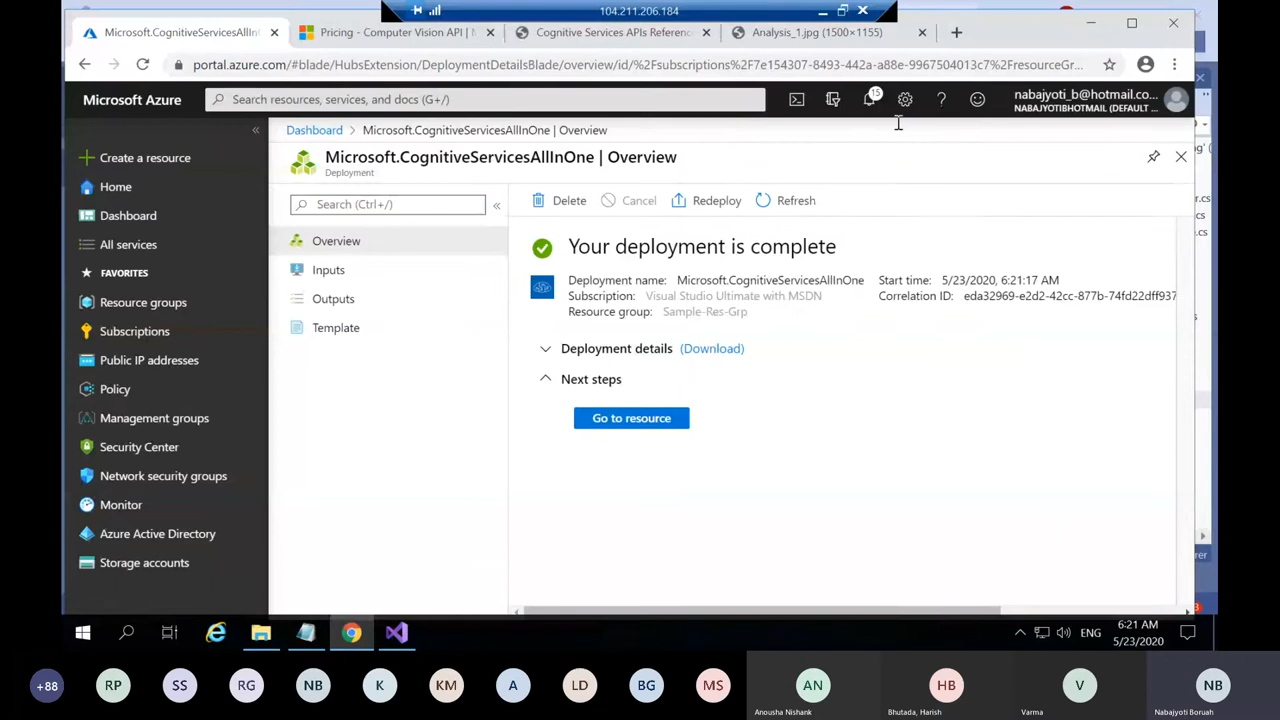 104.211.206.184
Microsoft.CognitiveServicesAllIn
Pricing - Computer Vision API |
Cognitive Services APIs Referenc
Analysis_1.jpg (1500×1155)
portal.azure.com/#blade/HubsExtension/DeploymentDetailsBlade/overview/id/%2Fsubscriptions%2F7e154307-8493-442a-a88e-9967504013c7%2FresourceGr...
Microsoft Azure
Search resources, services, and docs (G+/)
15
nabajyoti_b@hotmail.co...
NABAJYOTIBHOTMAIL (DEFAULT ...
Create a resource
Home
Dashboard
All services
FAVORITES
Resource groups
Subscriptions
Public IP addresses
Policy
Management groups
Security Center
Network security groups
Monitor
Azure Active Directory
Storage accounts
Dashboard > Microsoft.CognitiveServicesAllInOne | Overview
Microsoft.CognitiveServicesAllInOne | Overview
Deployment
Search (Ctrl+/)
Overview
Inputs
Outputs
Template
Delete
Cancel
Redeploy
Refresh
Your deployment is complete
Deployment name: Microsoft.CognitiveServicesAllInOne
Subscription: Visual Studio Ultimate with MSDN
Resource group: Sample-Res-Grp
Start time: 5/23/2020, 6:21:17 AM
Correlation ID: eda32969-e2d2-42cc-877b-74fd22dff937
Deployment details (Download)
Next steps
Go to resource
ENG
6:21 AM
5/23/2020
+88
RP
SS
RG
NB
K
KM
A
LD
BG
MS
AN
Anousha Nishank
HB
Bhutada, Harish
V
Varma
NB
Nabajyoti Boruah